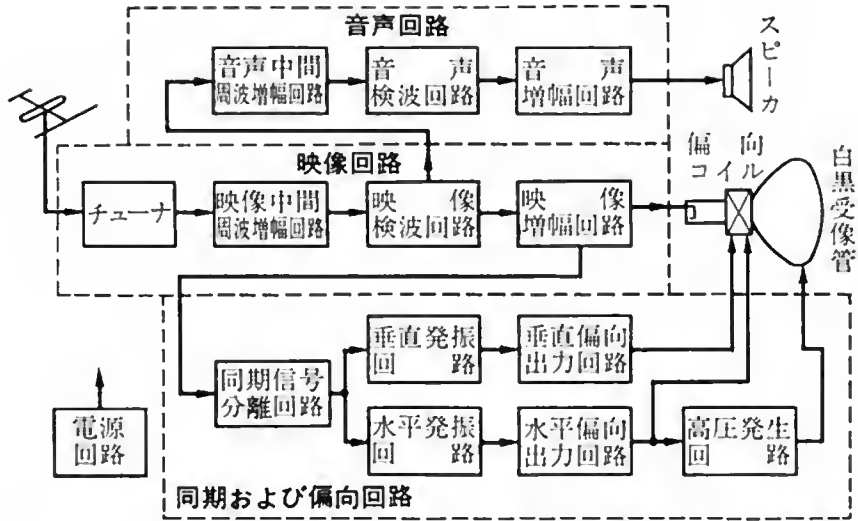 音声回路
音声中間
周波増幅回路
音声
検波回路
音声
増幅回路
スピーカ
映像回路
チューナ
映像中間
周波増幅回路
映像
検波回路
映像
増幅回路
偏向
コイル
白黒受像管
同期信号
分離回路
垂直発振
回路
垂直偏向
出力回路
水平発振
回路
水平偏向
出力回路
高圧発生
回路
電源
回路
同期および偏向回路